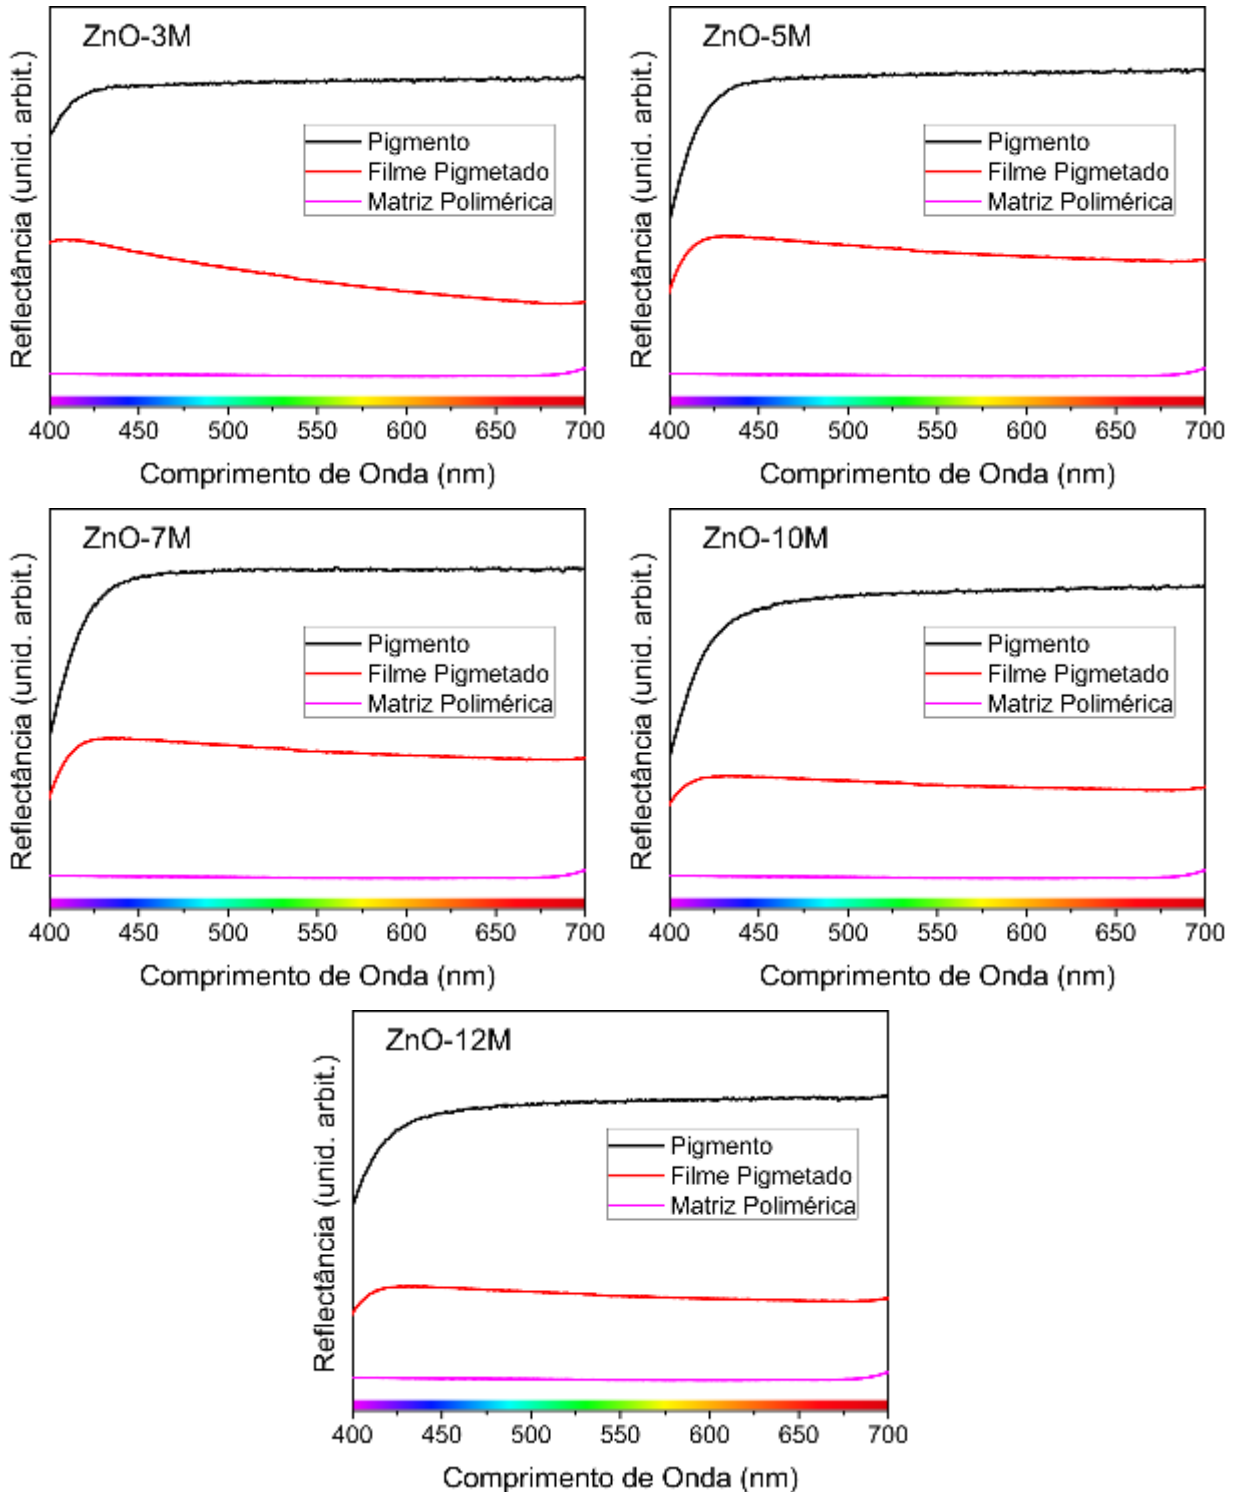 ZnO-3M
Reflectância (unid. arbit.)
Pigmento
Filme Pigmetado
Matriz Polimérica
400 450 500 550 600 650 700
Comprimento de Onda (nm)
ZnO-5M
Reflectância (unid. arbit.)
Pigmento
Filme Pigmetado
Matriz Polimérica
400 450 500 550 600 650 700
Comprimento de Onda (nm)
ZnO-7M
Reflectância (unid. arbit.)
Pigmento
Filme Pigmetado
Matriz Polimérica
400 450 500 550 600 650 700
Comprimento de Onda (nm)
ZnO-10M
Reflectância (unid. arbit.)
Pigmento
Filme Pigmetado
Matriz Polimérica
400 450 500 550 600 650 700
Comprimento de Onda (nm)
ZnO-12M
Reflectância (unid. arbit.)
Pigmento
Filme Pigmetado
Matriz Polimérica
400 450 500 550 600 650 700
Comprimento de Onda (nm)